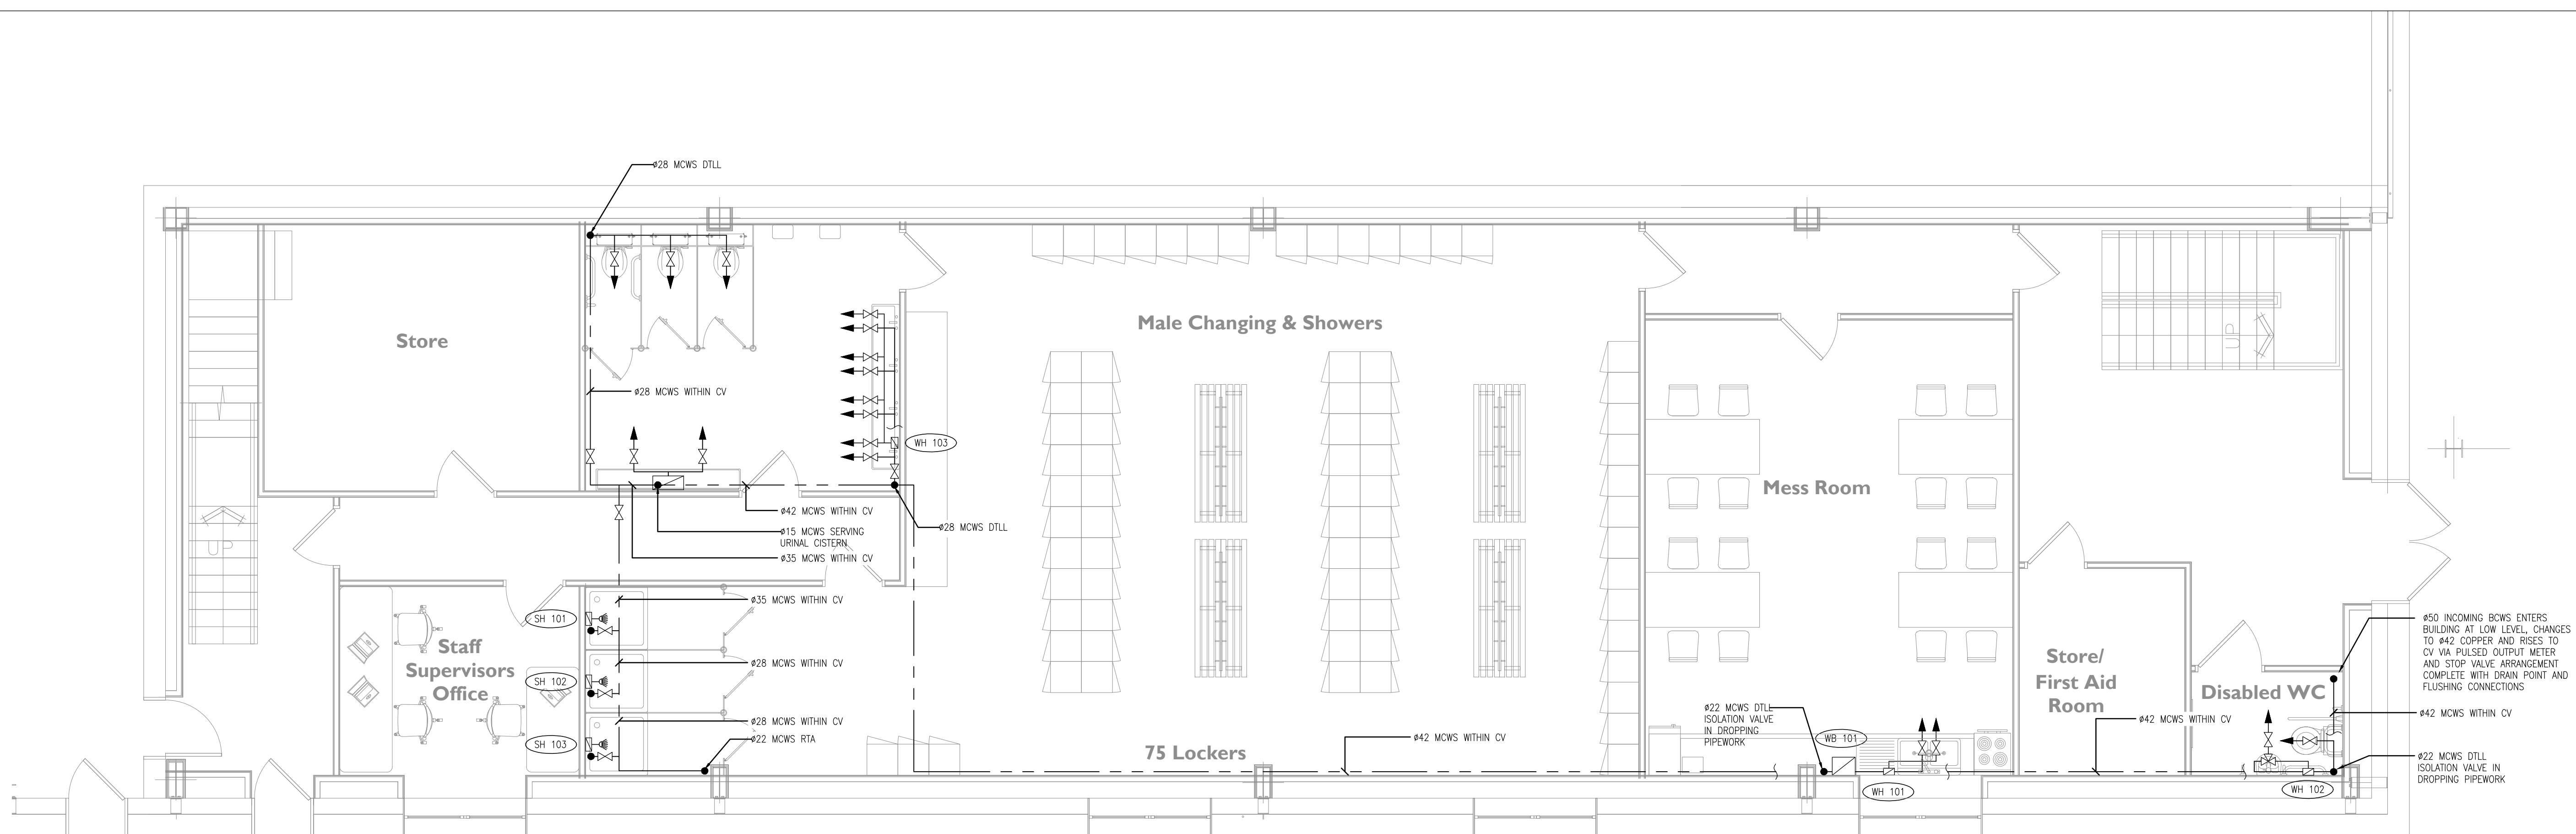 ø28 MCWS DTLL
Store
Male Changing & Showers
UP
ø28 MCWS WITHIN CV
WH 103
Mess Room
ø42 MCWS WITHIN CV
ø28 MCWS DTLL
ø15 MCWS SERVING
URINAL CISTERN
ø35 MCWS WITHIN CV
UP
ø35 MCWS WITHIN CV
SH 101
Staff
Supervisors
Office
ø28 MCWS WITHIN CV
SH 102
ø28 MCWS WITHIN CV
ø22 MCWS RTA
SH 103
75 Lockers
ø42 MCWS WITHIN CV
ø22 MCWS DTLL
ISOLATION VALVE
IN DROPPING
PIPEWORK
WB 101
WH 101
Store/
First Aid
Room
ø42 MCWS WITHIN CV
Disabled WC
WH 102
ø50 INCOMING BCWS ENTERS
BUILDING AT LOW LEVEL, CHANGES
TO ø42 COPPER AND RISES TO
CV VIA PULSED OUTPUT METER
AND STOP VALVE ARRANGEMENT
COMPLETE WITH DRAIN POINT AND
FLUSHING CONNECTIONS
ø42 MCWS WITHIN CV
ø22 MCWS DTLL
ISOLATION VALVE IN
DROPPING PIPEWORK